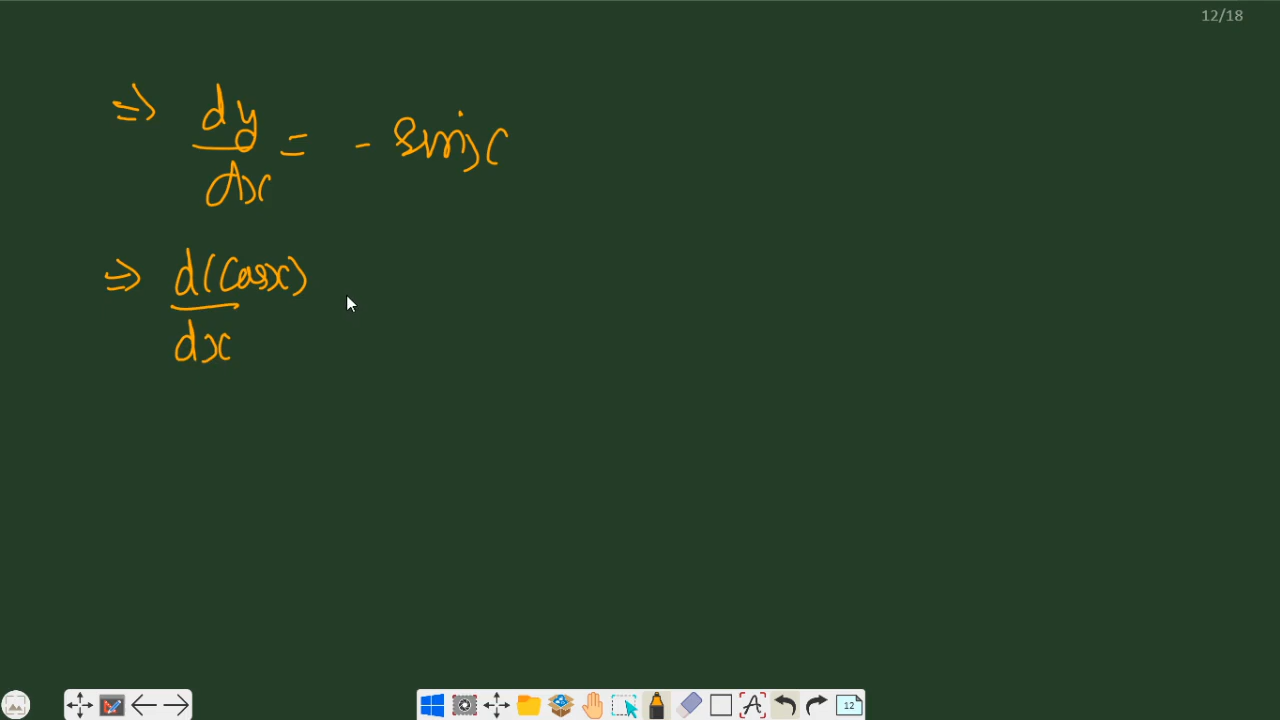 12/18
⇒ dy/dx = - sinx
⇒ d(Cosx)/dx
12